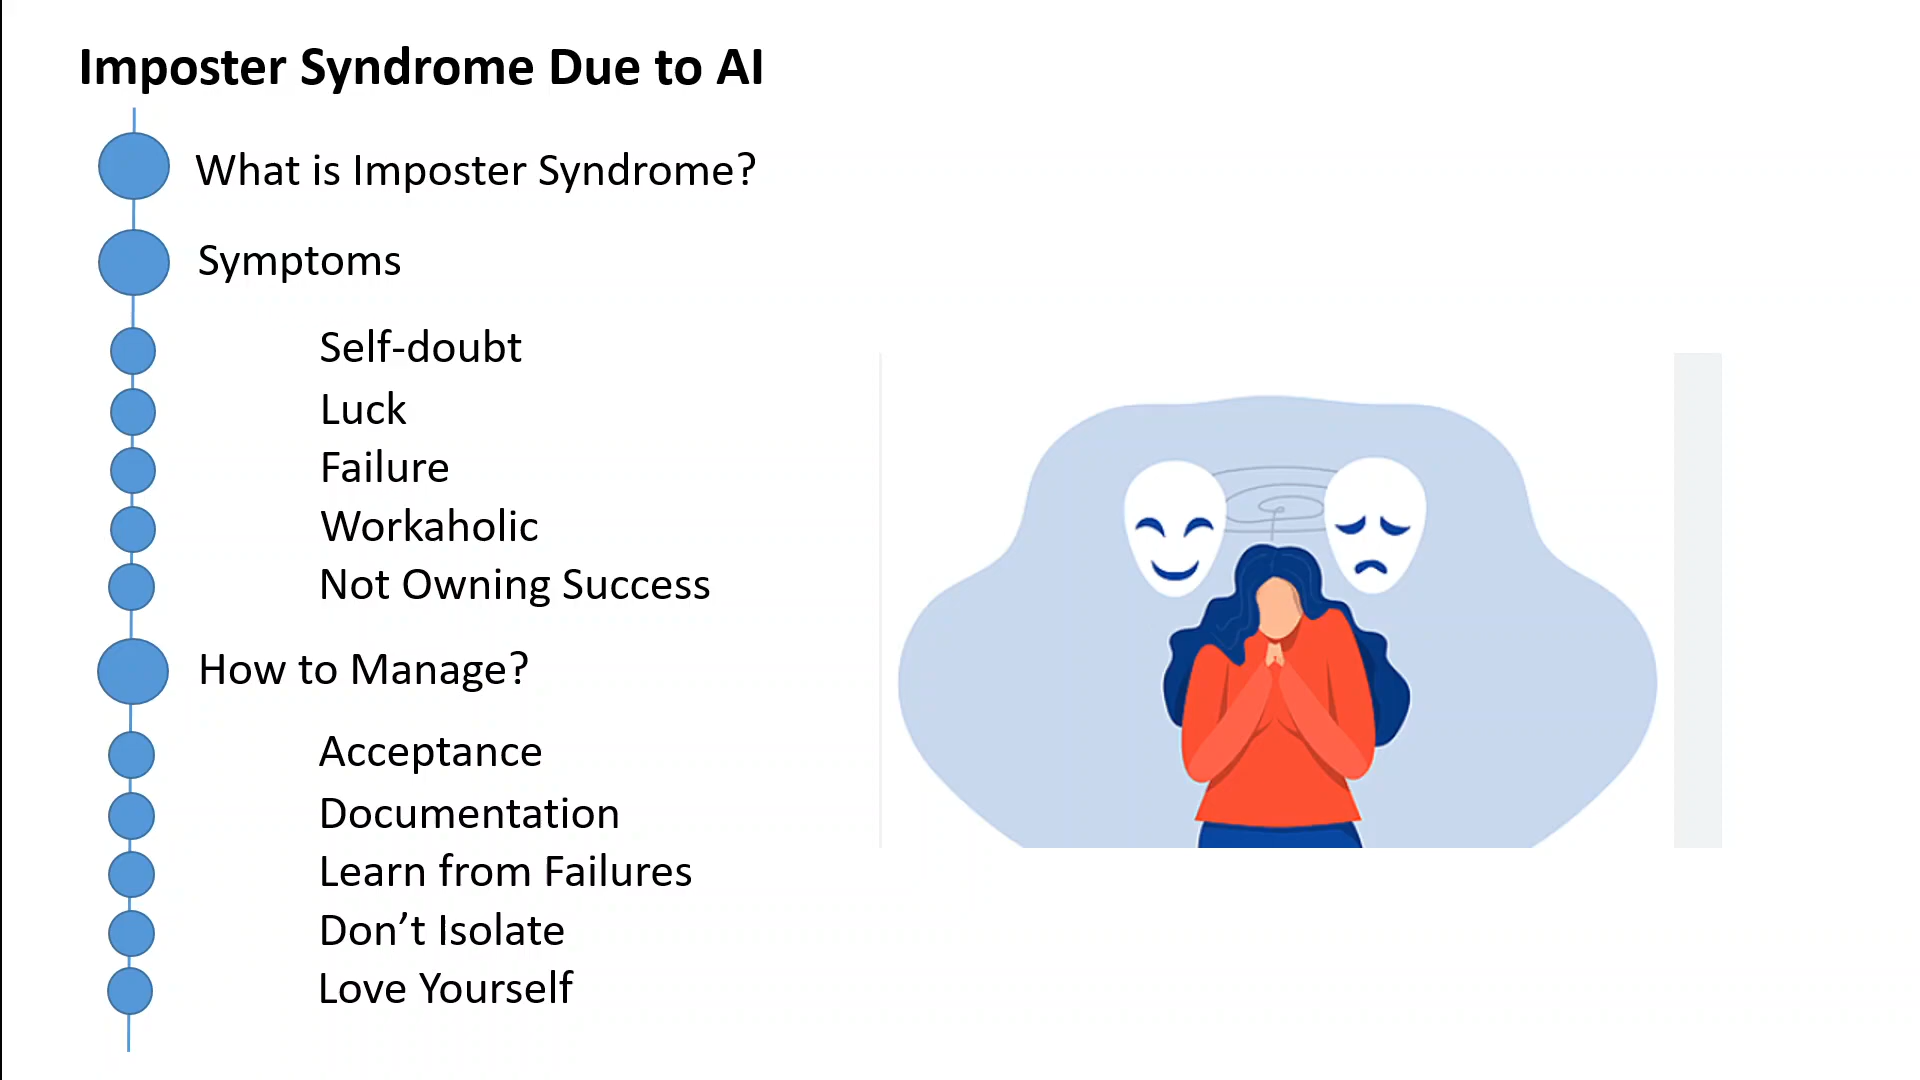 Imposter Syndrome Due to AI
What is Imposter Syndrome?
Symptoms
Self-doubt
Luck
Failure
Workaholic
Not Owning Success
How to Manage?
Acceptance
Documentation
Learn from Failures
Don’t Isolate
Love Yourself